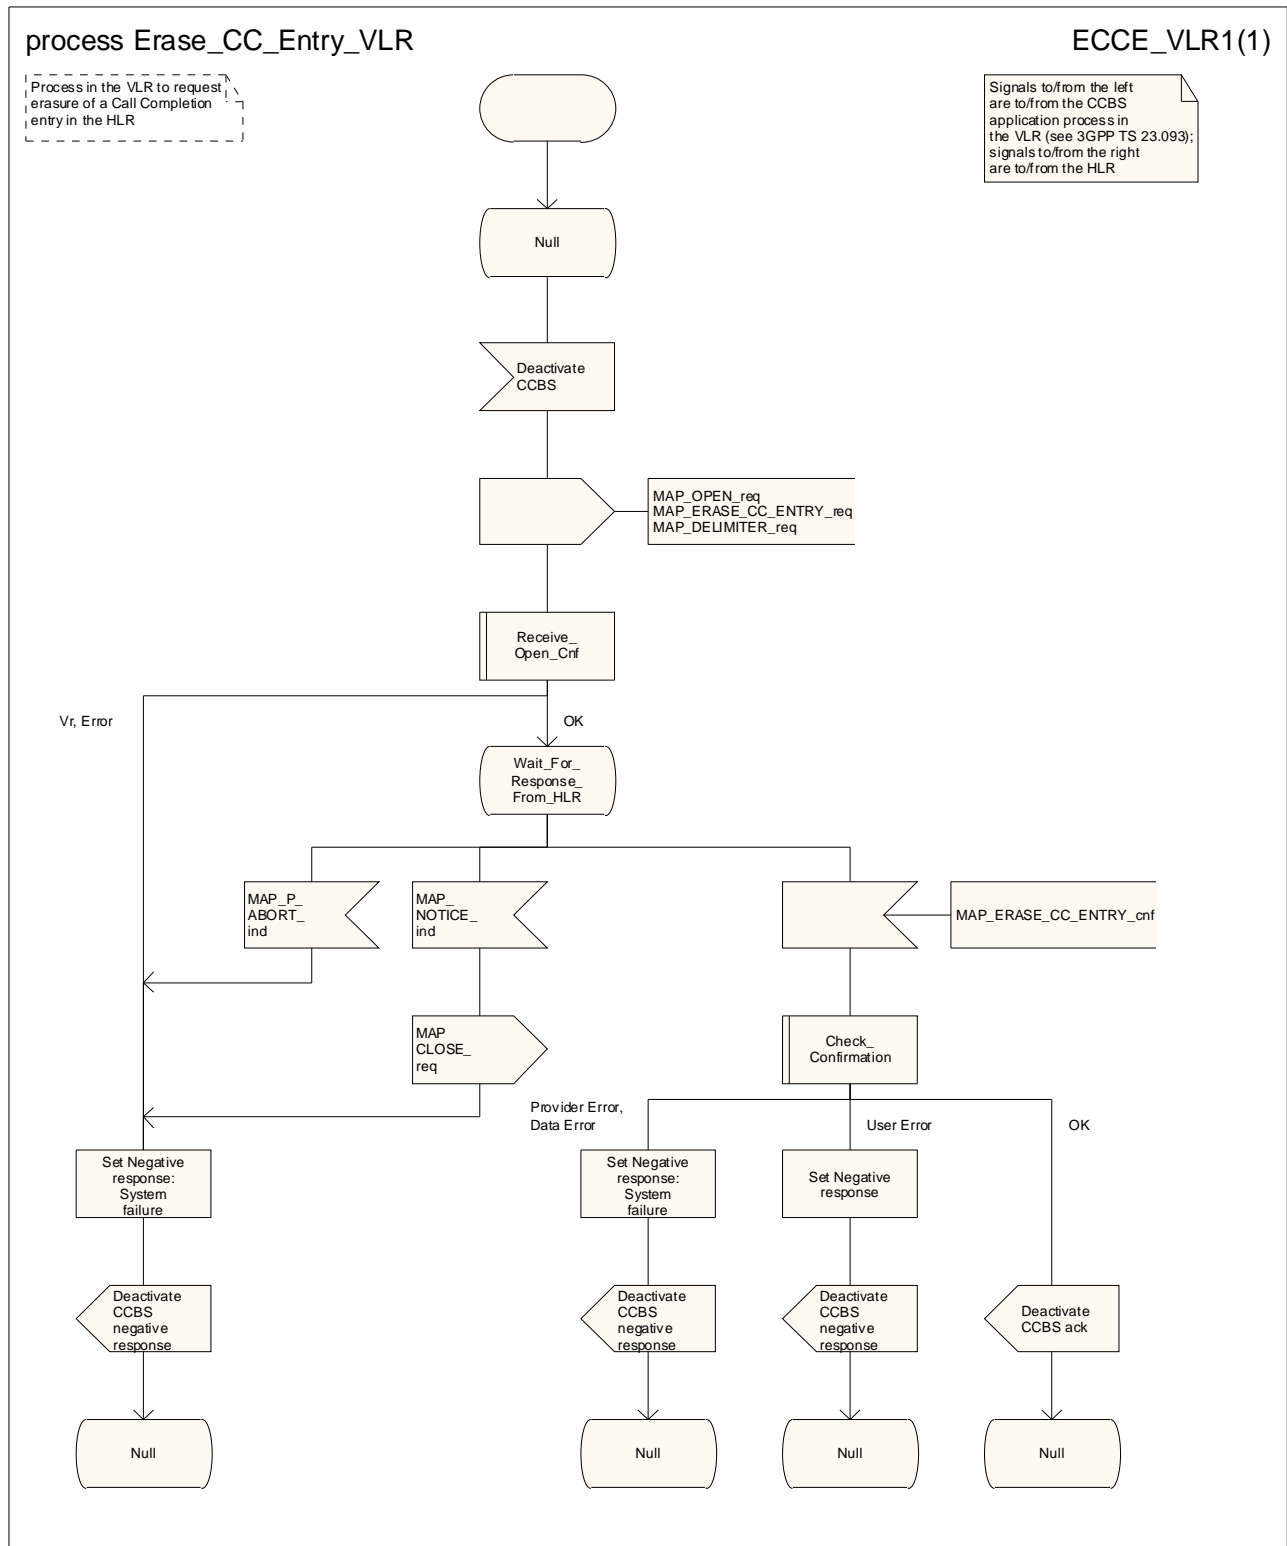 process Erase_CC_Entry_VLR
ECCE_VLR1(1)
Process in the VLR to request
erasure of a Call Completion
entry in the HLR
Signals to/from the left
are to/from the CCBS
application process in
the VLR (see 3GPP TS 23.093);
signals to/from the right
are to/from the HLR
Null
Deactivate
CCBS
MAP_OPEN_req
MAP_ERASE_CC_ENTRY_req
MAP_DELIMITER_req
Receive_
Open_Cnf
Vr, Error
OK
Wait_For_
Response_
From_HLR
MAP_P_
ABORT_
ind
MAP_
NOTICE_
ind
MAP_ERASE_CC_ENTRY_cnf
MAP
CLOSE_
req
Check_
Confirmation
Provider Error,
Data Error
User Error
OK
Set Negative
response:
System
failure
Set Negative
response:
System
failure
Set Negative
response
Deactivate
CCBS
negative
response
Deactivate
CCBS
negative
response
Deactivate
CCBS
negative
response
Deactivate
CCBS ack
Null
Null
Null
Null